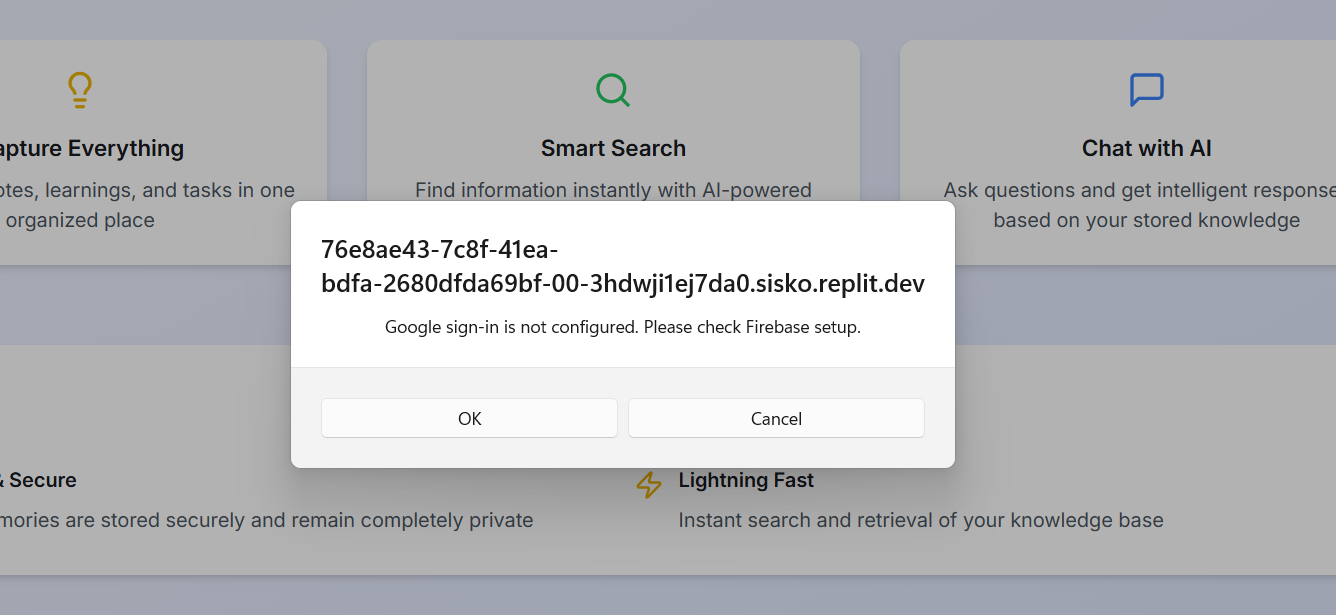 apture Everything
otes, learnings, and tasks in one
organized place
Smart Search
Find information instantly with AI-powered
Chat with AI
Ask questions and get intelligent response
based on your stored knowledge
76e8ae43-7c8f-41ea-
bdfa-2680dfda69bf-00-3hdwji1ej7da0.sisko.replit.dev
Google sign-in is not configured. Please check Firebase setup.
OK
Cancel
& Secure
mories are stored securely and remain completely private
Lightning Fast
Instant search and retrieval of your knowledge base